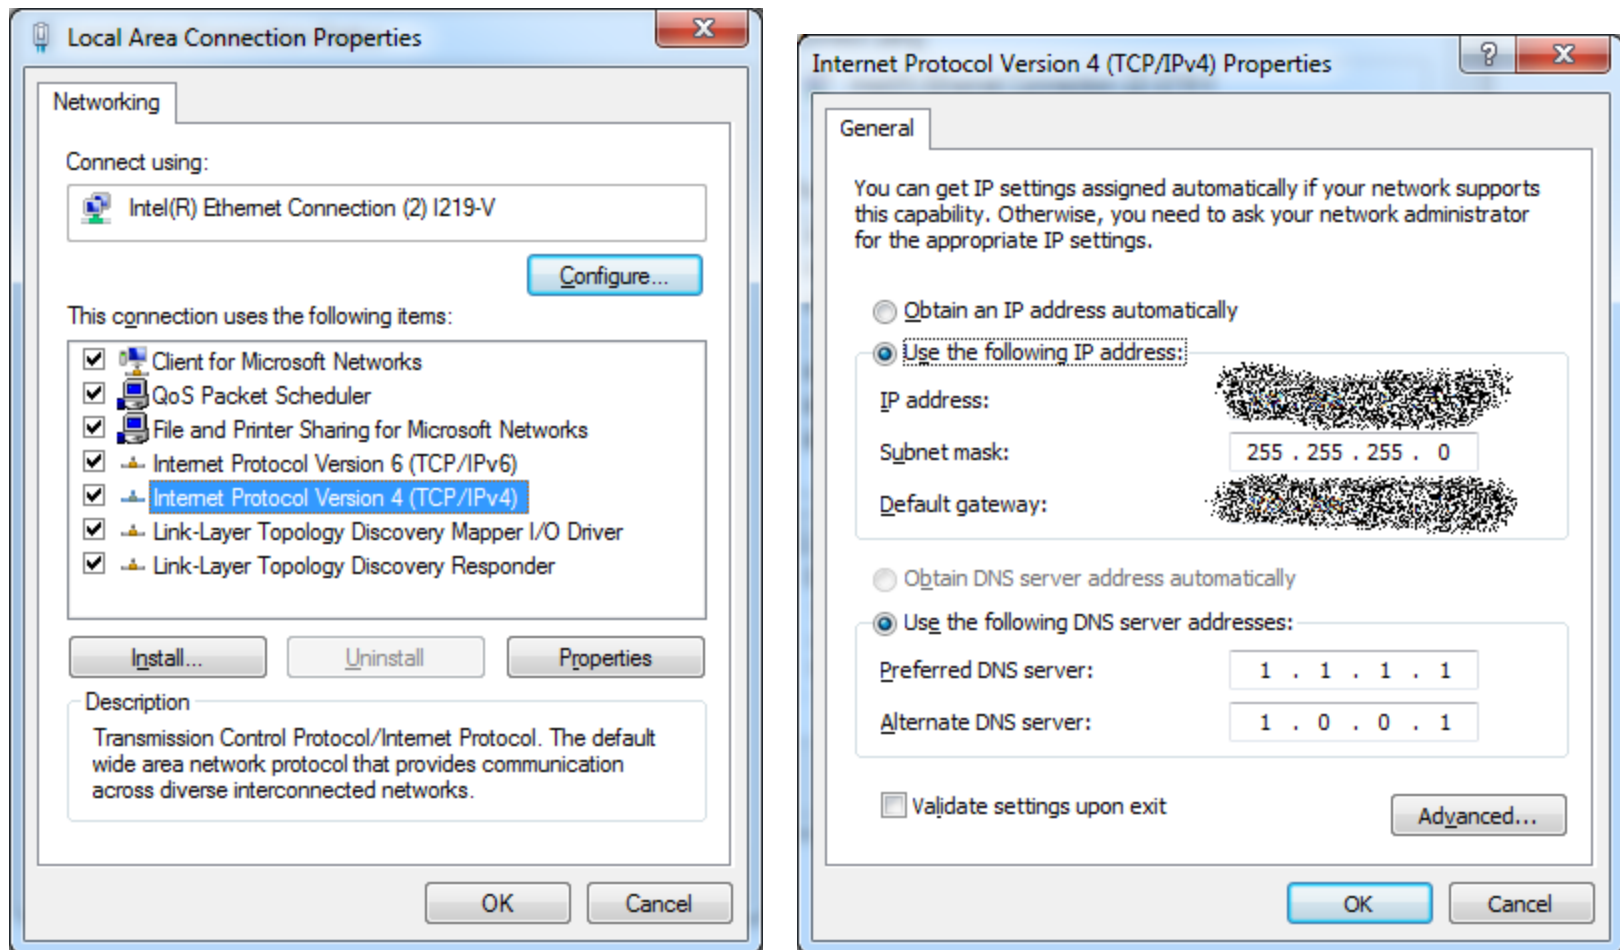 Local Area Connection Properties
Networking
Connect using:
Intel(R) Ethernet Connection (2) I219-V
Configure...
This connection uses the following items:
Client for Microsoft Networks
QoS Packet Scheduler
File and Printer Sharing for Microsoft Networks
Internet Protocol Version 6 (TCP/IPv6)
Internet Protocol Version 4 (TCP/IPv4)
Link-Layer Topology Discovery Mapper I/O Driver
Link-Layer Topology Discovery Responder
Install...
Uninstall
Properties
Description
Transmission Control Protocol/Internet Protocol. The default
wide area network protocol that provides communication
across diverse interconnected networks.
OK
Cancel
Internet Protocol Version 4 (TCP/IPv4) Properties
General
You can get IP settings assigned automatically if your network supports
this capability. Otherwise, you need to ask your network administrator
for the appropriate IP settings.
Obtain an IP address automatically
Use the following IP address:
IP address:
Subnet mask: 255 . 255 . 255 . 0
Default gateway:
Obtain DNS server address automatically
Use the following DNS server addresses:
Preferred DNS server: 1 . 1 . 1 . 1
Alternate DNS server: 1 . 0 . 0 . 1
Validate settings upon exit
Advanced...
OK
Cancel